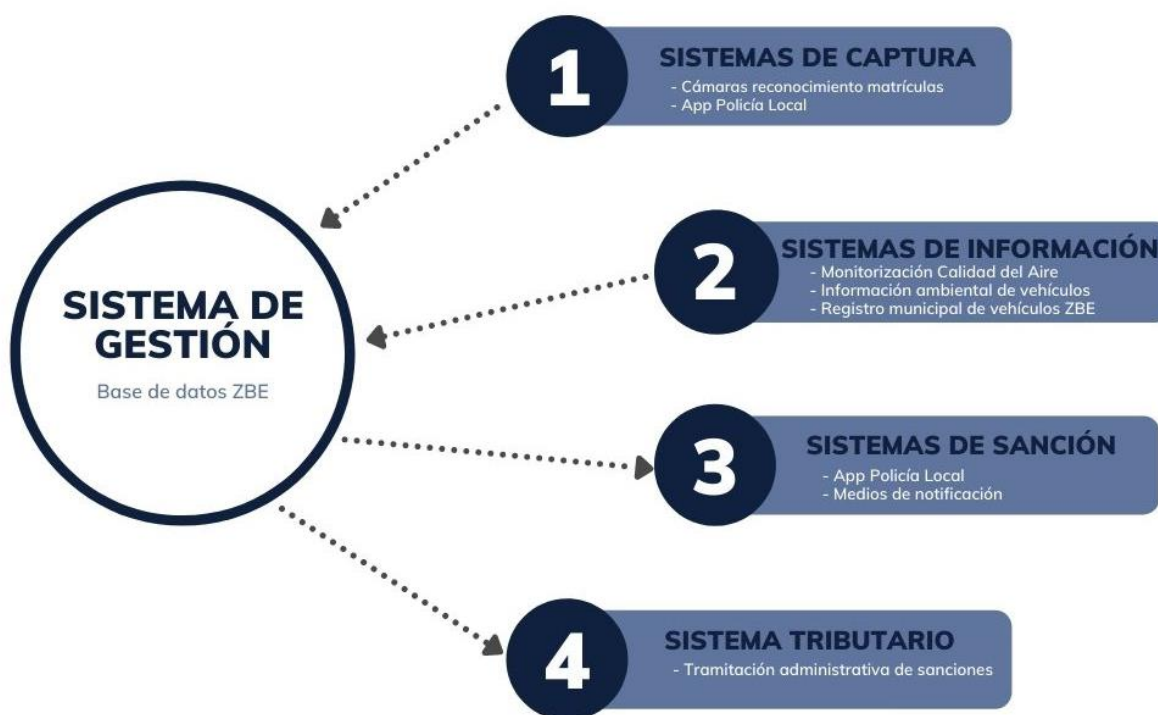 1
SISTEMAS DE CAPTURA
- Cámaras reconocimiento matrículas
- App Policía Local
SISTEMA DE
GESTIÓN
Base de datos ZBE
2
SISTEMAS DE INFORMACIÓN
- Monitorización Calidad del Aire
- Información ambiental de vehículos
- Registro municipal de vehículos ZBE
3
SISTEMAS DE SANCIÓN
- App Policía Local
- Medios de notificación
4
SISTEMA TRIBUTARIO
- Tramitación administrativa de sanciones